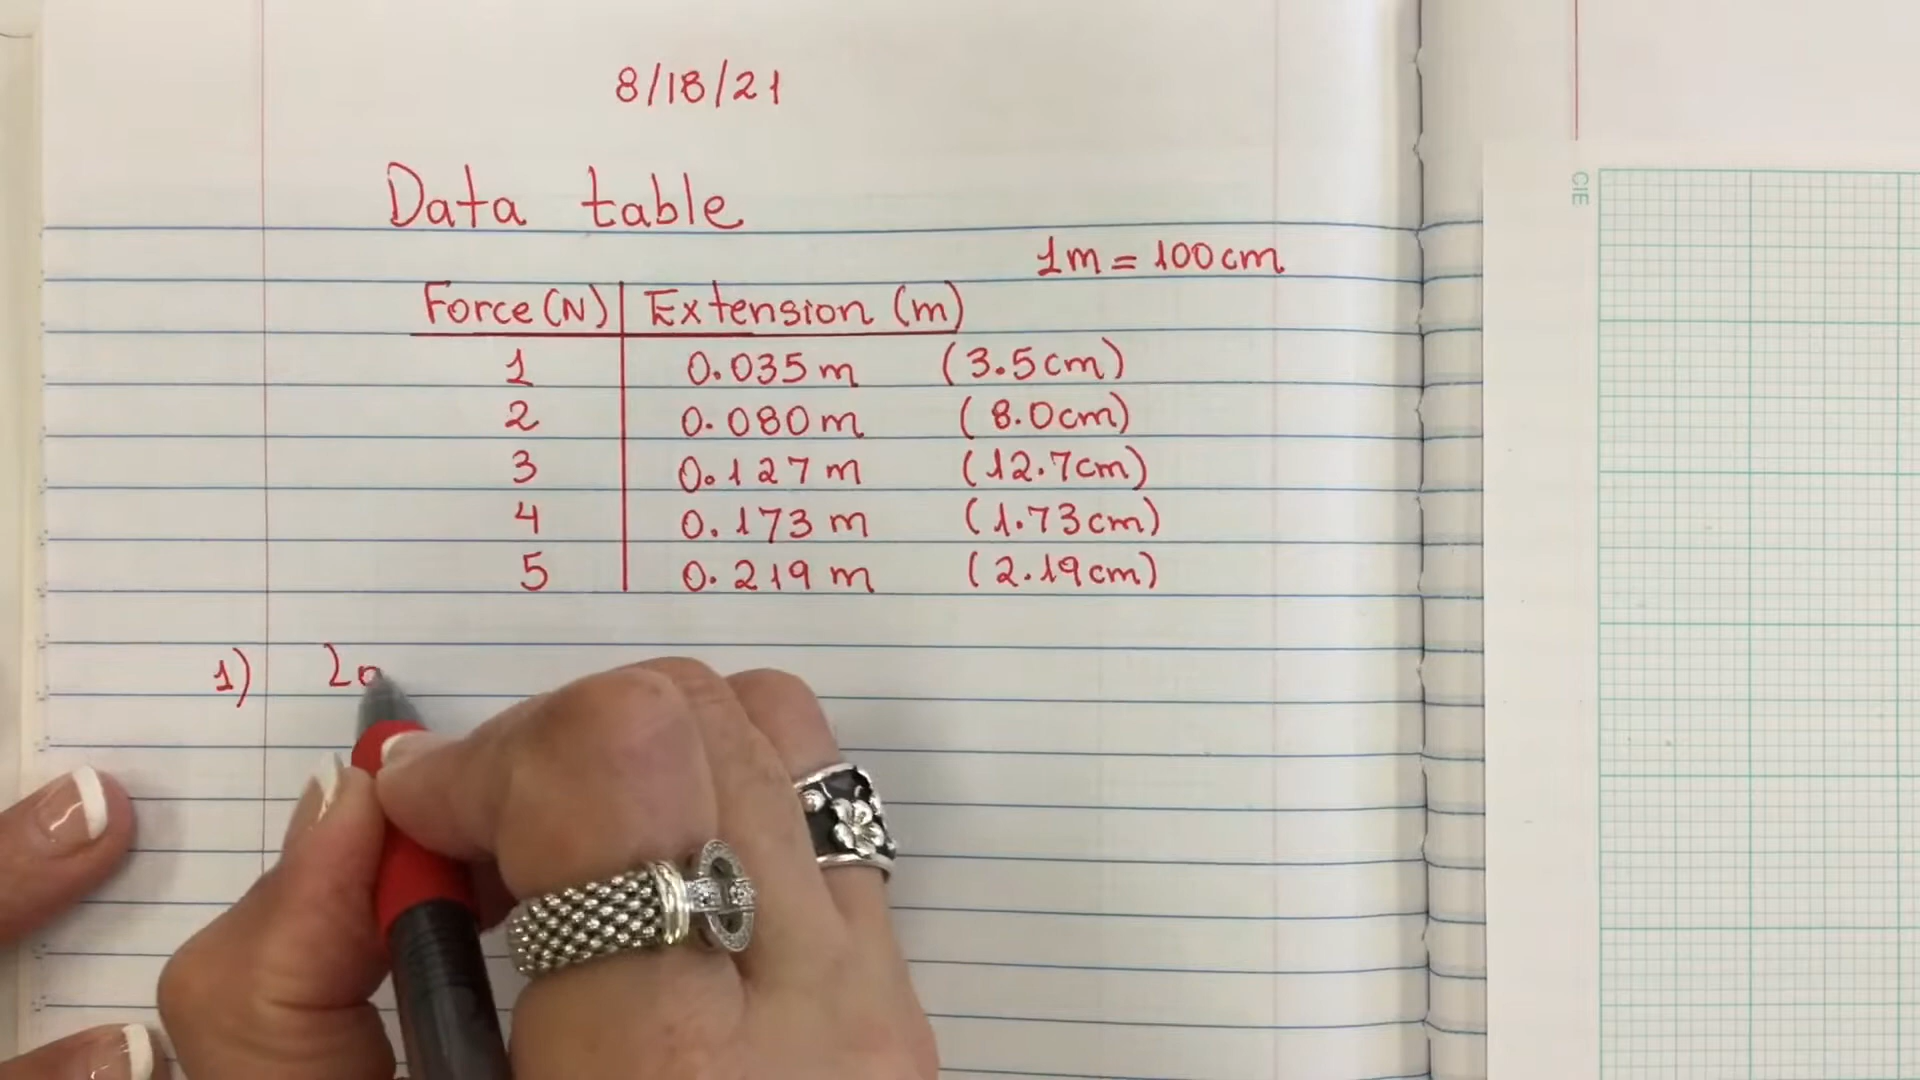 8/18/21
Data table
1m = 100cm
Force (N) Extension (m)
1 0.035 m (3.5cm)
2 0.080 m (8.0cm)
3 0.127 m (12.7cm)
4 0.173 m (1.73cm)
5 0.219 m (2.19cm)
1)
CIE